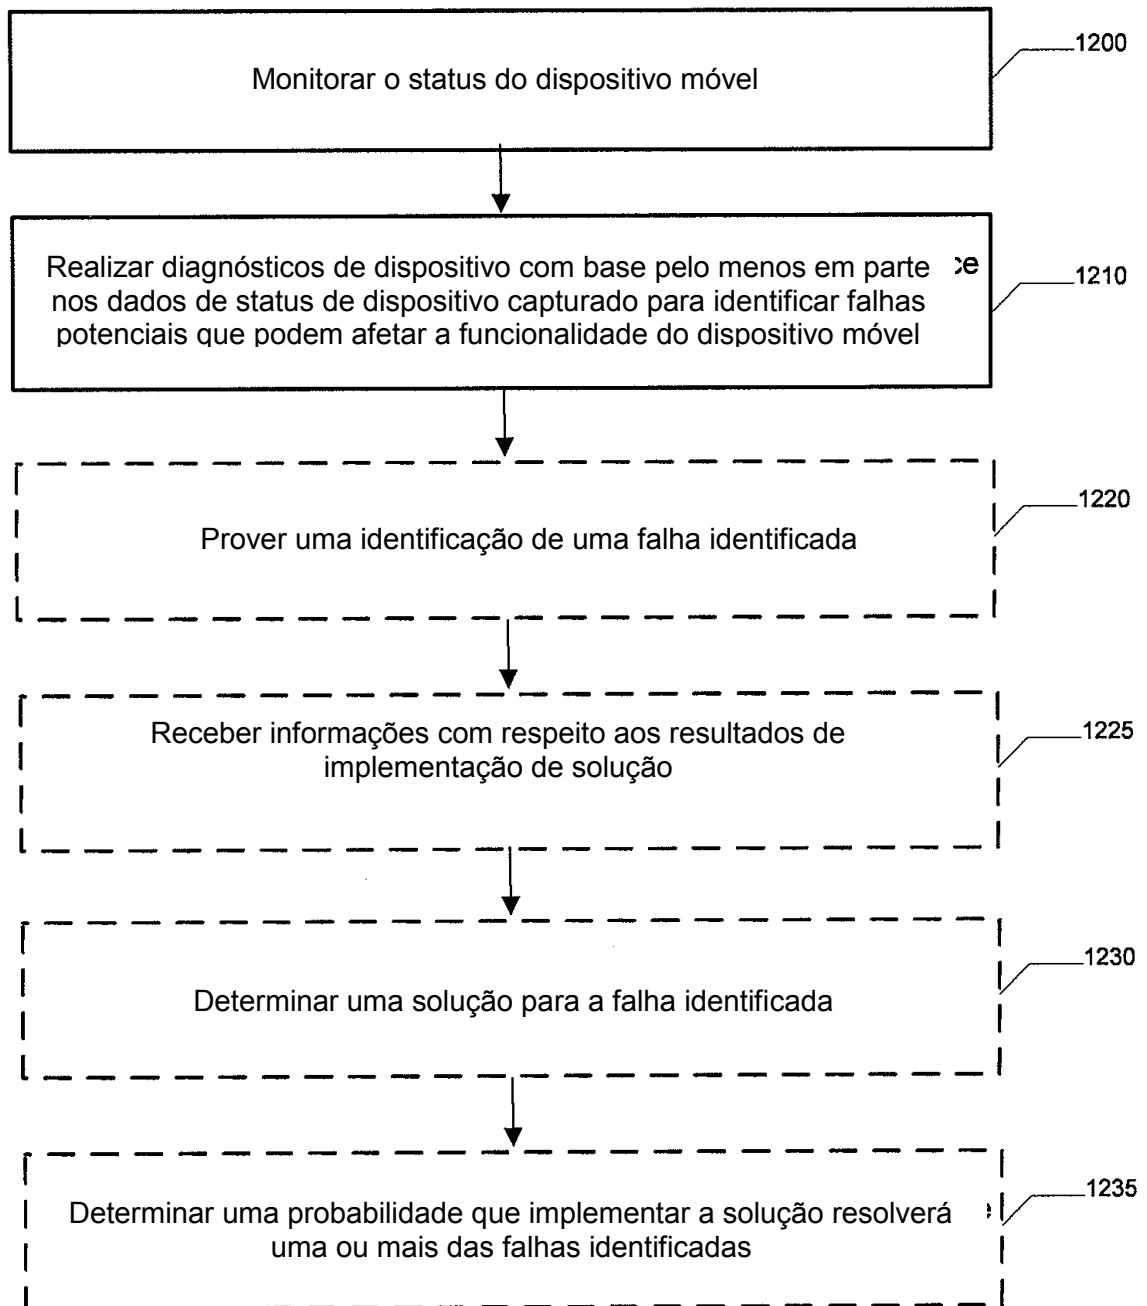 1200
Monitorar o status do dispositivo móvel
Realizar diagnósticos de dispositivo com base pelo menos em parte
nos dados de status de dispositivo capturado para identificar falhas
potenciais que podem afetar a funcionalidade do dispositivo móvel
1210
1220
Prover uma identificação de uma falha identificada
1225
Receber informações com respeito aos resultados de
implementação de solução
1230
Determinar uma solução para a falha identificada
1235
Determinar uma probabilidade que implementar a solução resolverá
uma ou mais das falhas identificadas